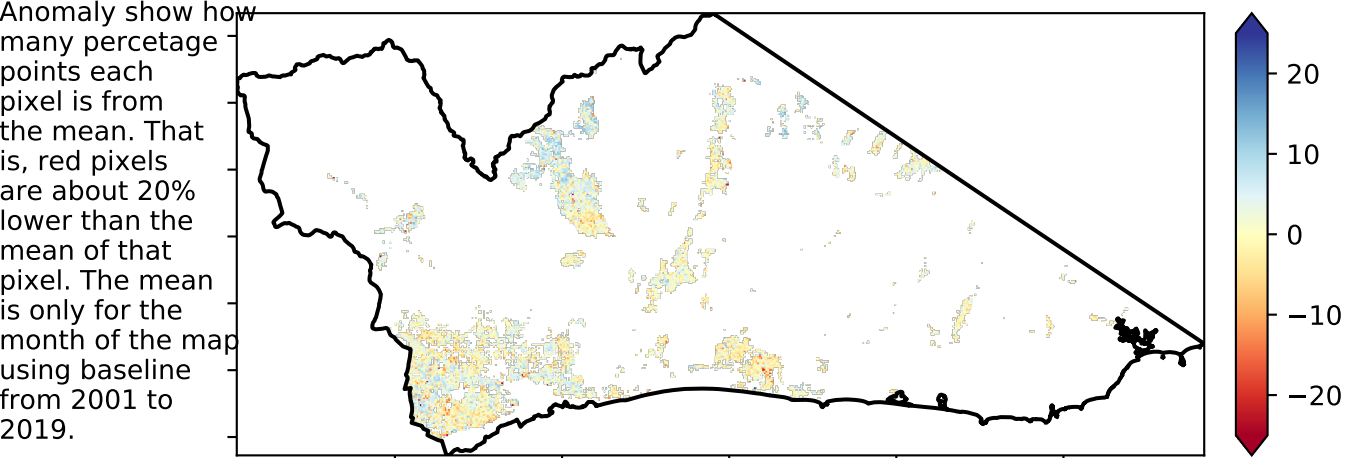 Anomaly show how
many percetage
points each
pixel is from
the mean. That
is, red pixels
are about 20%
lower than the
mean of that
pixel. The mean
is only for the
month of the map
using baseline
from 2001 to
2019.
20
10
0
−10
−20